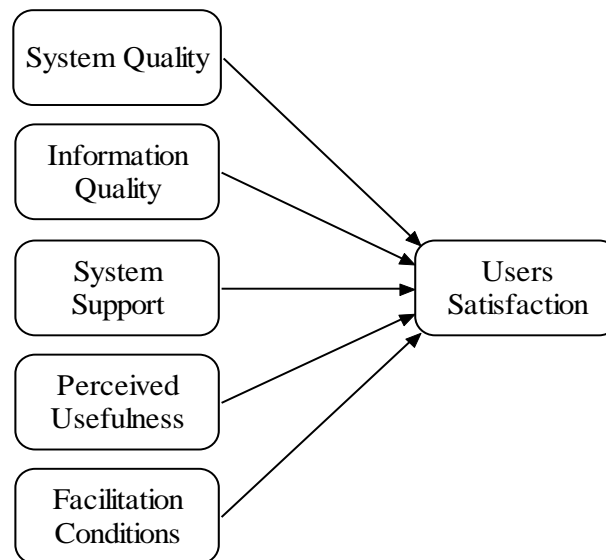 System Quality
Information
Quality
System
Support
Perceived
Usefulness
Facilitation
Conditions
Users
Satisfaction